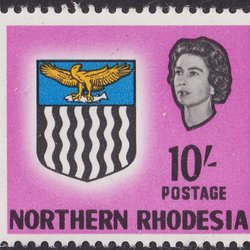 10/-
POSTAGE
NORTHERN RHODESIA